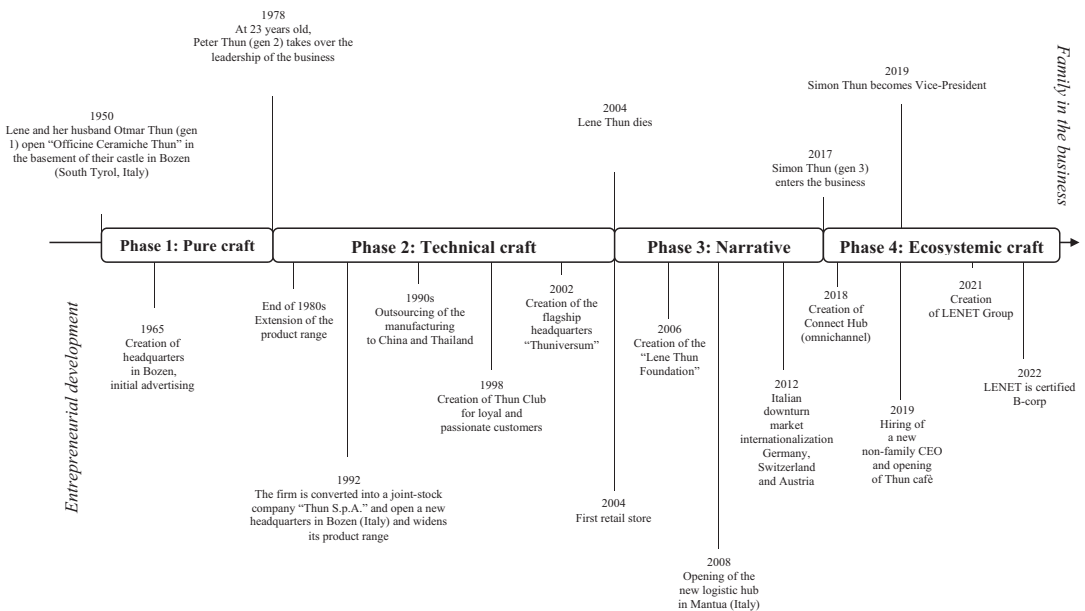 1978
At 23 years old,
Peter Thun (gen 2) takes over the
leadership of the business
1950
Lene and her husband Otmar Thun (gen
1) open “Officine Ceramiche Thun” in
the basement of their castle in Bozen
(South Tyrol, Italy)
2004
Lene Thun dies
2017
Simon Thun (gen 3)
enters the business
2019
Simon Thun becomes Vice-President
Family in the business
Phase 1: Pure craft
Phase 2: Technical craft
Phase 3: Narrative
Phase 4: Ecosystemic craft
Entrepreneurial development
1965
Creation of
headquarters
in Bozen,
initial advertising
End of 1980s
Extension of the
product range
1992
The firm is converted into a joint-stock
company “Thun S.p.A.” and open a new
headquarters in Bozen (Italy) and widens
its product range
1990s
Outsourcing of the
manufacturing
to China and Thailand
1998
Creation of Thun Club
for loyal and
passionate customers
2002
Creation of the
flagship
headquarters
“Thuniversum”
2004
First retail store
2006
Creation of the
“Lene Thun
Foundation”
2008
Opening of the
new logistic hub
in Mantua (Italy)
2012
Italian
downturn
market
internationalization
Germany,
Switzerland
and Austria
2018
Creation of
Connect Hub
(omnichannel)
2019
Hiring of
a new
non-family CEO
and opening
of Thun cafè
2021
Creation
of LENET Group
2022
LENET is certified
B-corp